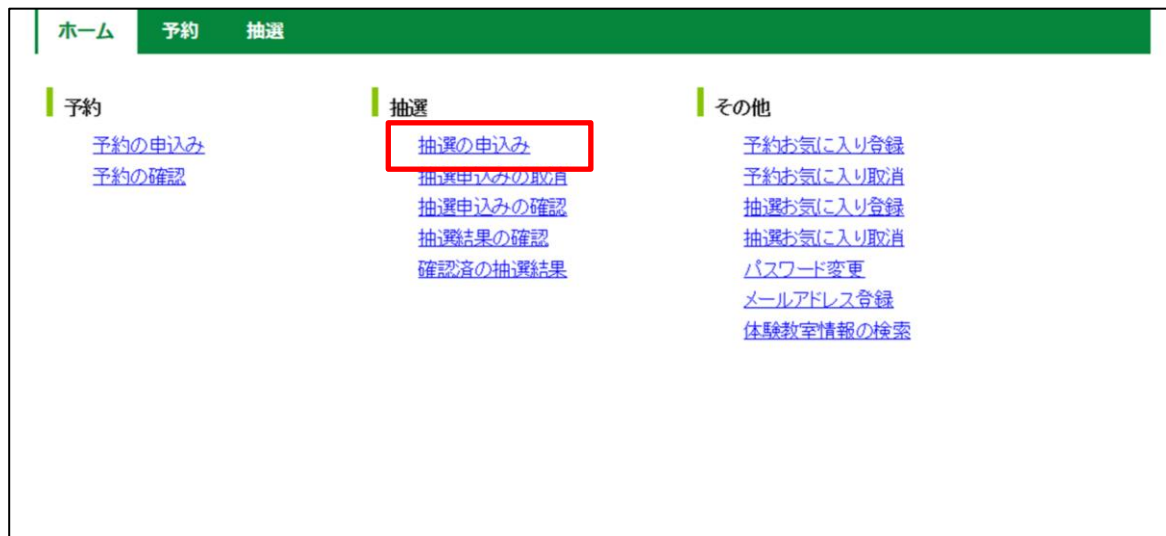 ホーム 予約 抽選
予約
予約の申込み
予約の確認
抽選
抽選の申込み
抽選申込みの取消
抽選申込みの確認
抽選結果の確認
確認済の抽選結果
その他
予約お気に入り登録
予約お気に入り取消
抽選お気に入り登録
抽選お気に入り取消
パスワード変更
メールアドレス登録
体験教室情報の検索